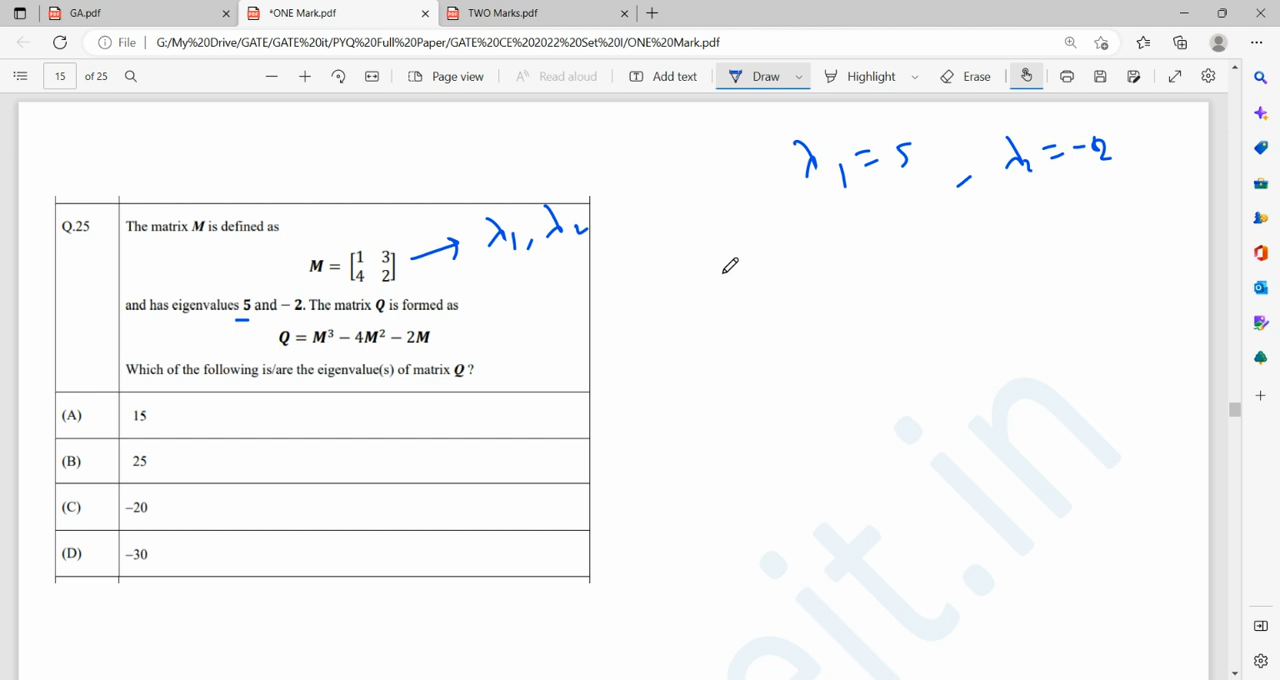 GA.pdf
*ONE Mark.pdf
TWO Marks.pdf
File G:/My%20Drive/GATE/GATE%20it/PYQ%20Full%20Paper/GATE%20CE%202022%20Set%20I/ONE%20Mark.pdf
15 of 25
Page view
Read aloud
Add text
Draw
Highlight
Erase
λ1 = 5 , λ2 = -2
Q.25 The matrix M is defined as
M = [1 3
4 2] → λ1, λ2
and has eigenvalues 5 and – 2. The matrix Q is formed as
Q = M³ − 4M² − 2M
Which of the following is/are the eigenvalue(s) of matrix Q ?
(A) 15
(B) 25
(C) –20
(D) –30
eit.in